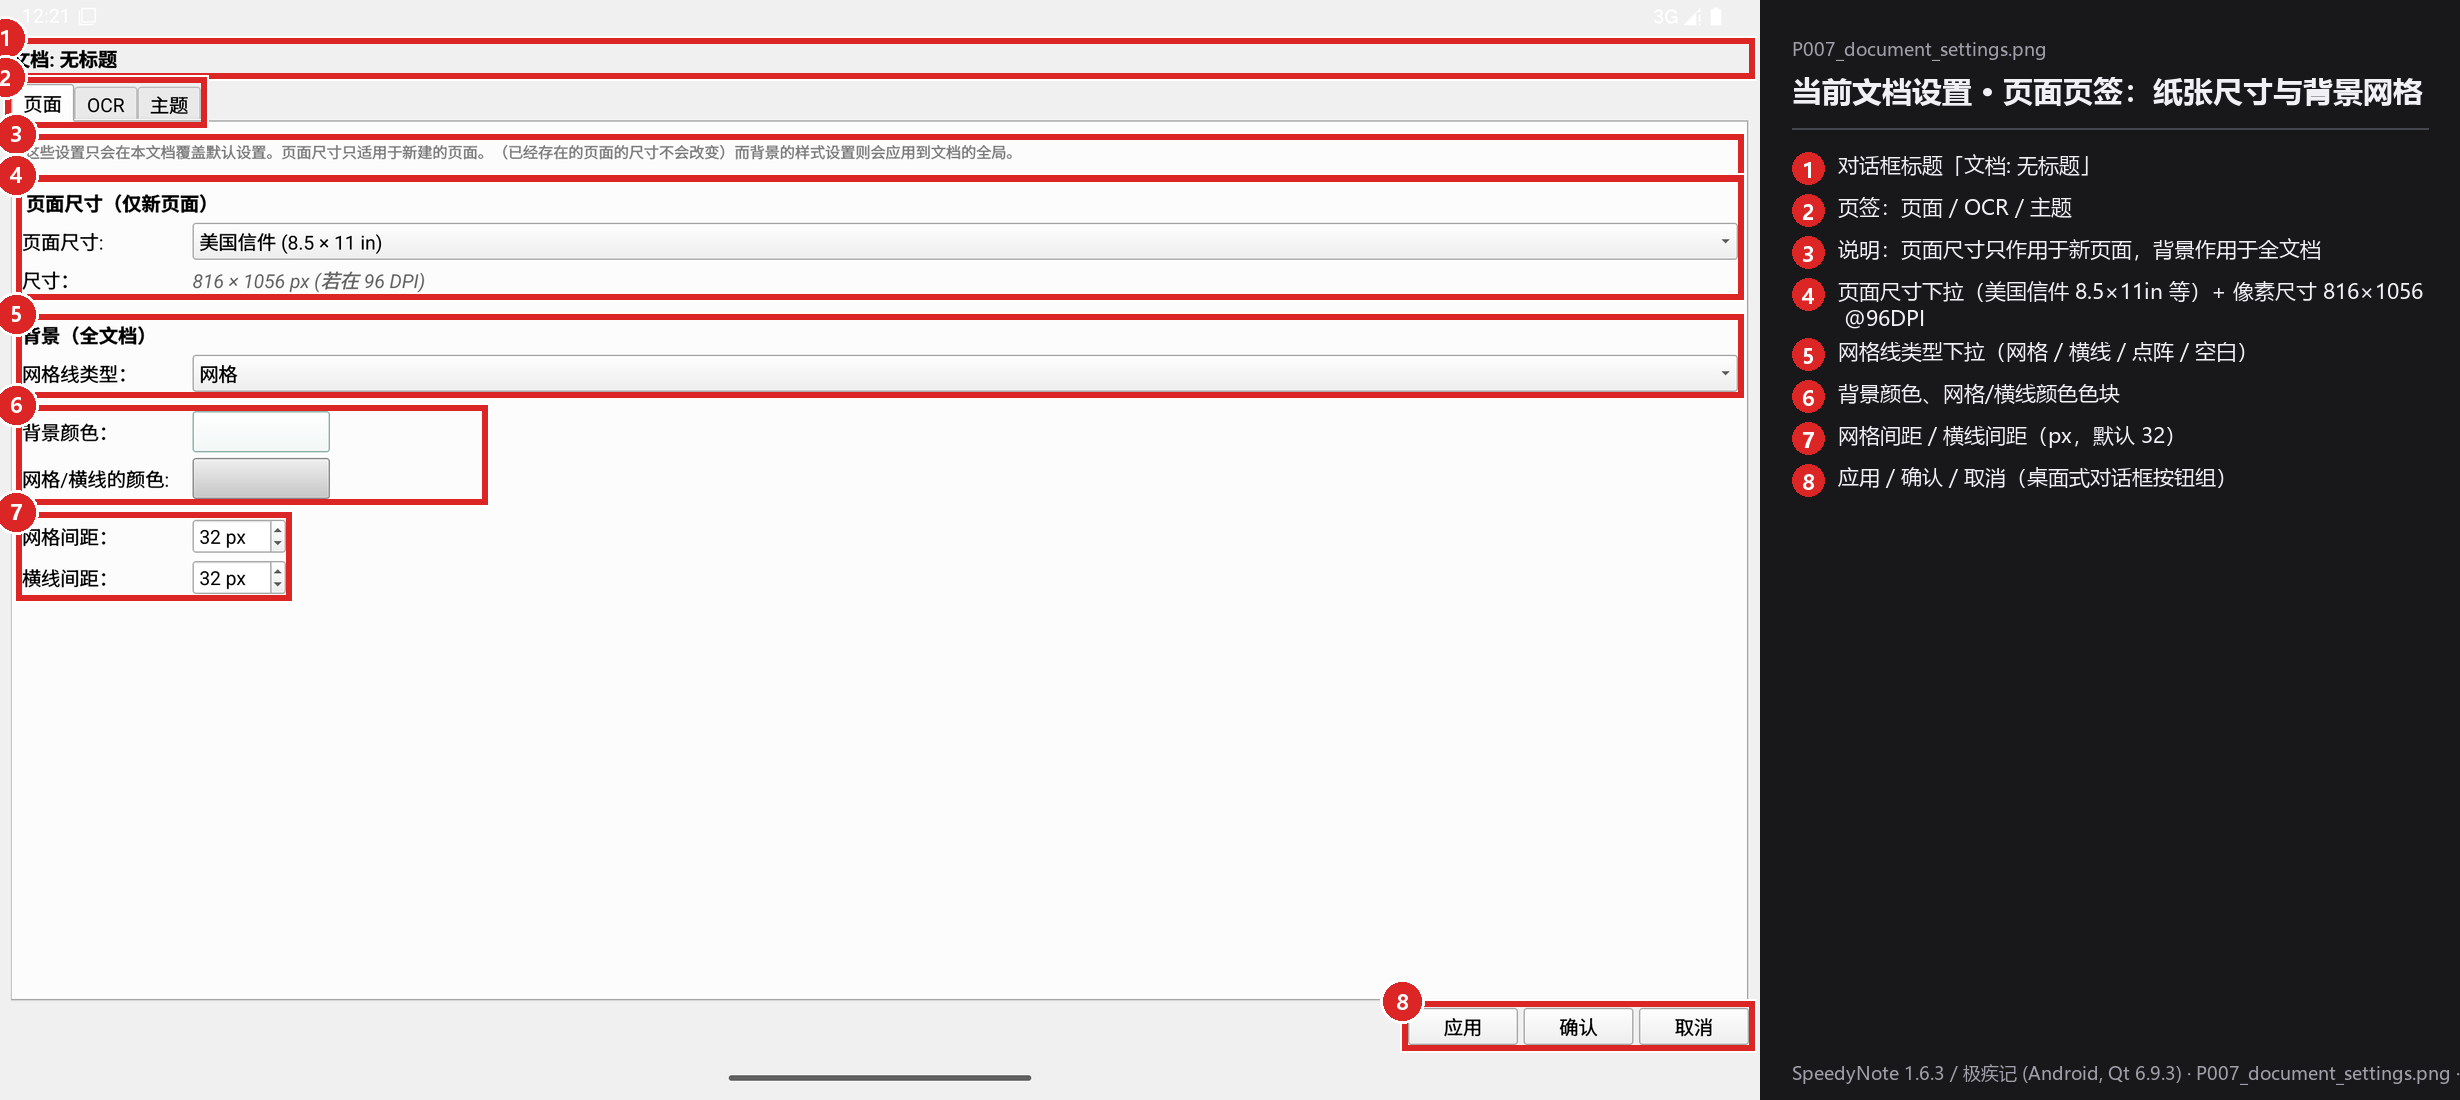 12:21
3G
1
文档: 无标题
2
页面 OCR 主题
3
这些设置只会在本文档覆盖默认设置。页面尺寸只适用于新建的页面。（已经存在的页面的尺寸不会改变）而背景的样式设置则会应用到文档的全局。
4
页面尺寸（仅新页面）
页面尺寸: 美国信件 (8.5 × 11 in)
尺寸： 816 × 1056 px (若在 96 DPI)
5
背景（全文档）
网格线类型： 网格
6
背景颜色：
网格/横线的颜色:
7
网格间距： 32 px
横线间距： 32 px
8
应用 确认 取消
P007_document_settings.png
当前文档设置 • 页面页签：纸张尺寸与背景网格
1 对话框标题「文档: 无标题」
2 页签：页面 / OCR / 主题
3 说明：页面尺寸只作用于新页面，背景作用于全文档
4 页面尺寸下拉（美国信件 8.5×11in 等）+ 像素尺寸 816×1056
@96DPI
5 网格线类型下拉（网格 / 横线 / 点阵 / 空白）
6 背景颜色、网格/横线颜色色块
7 网格间距 / 横线间距（px，默认 32）
8 应用 / 确认 / 取消（桌面式对话框按钮组）
SpeedyNote 1.6.3 / 极疾记 (Android, Qt 6.9.3) · P007_document_settings.png ·